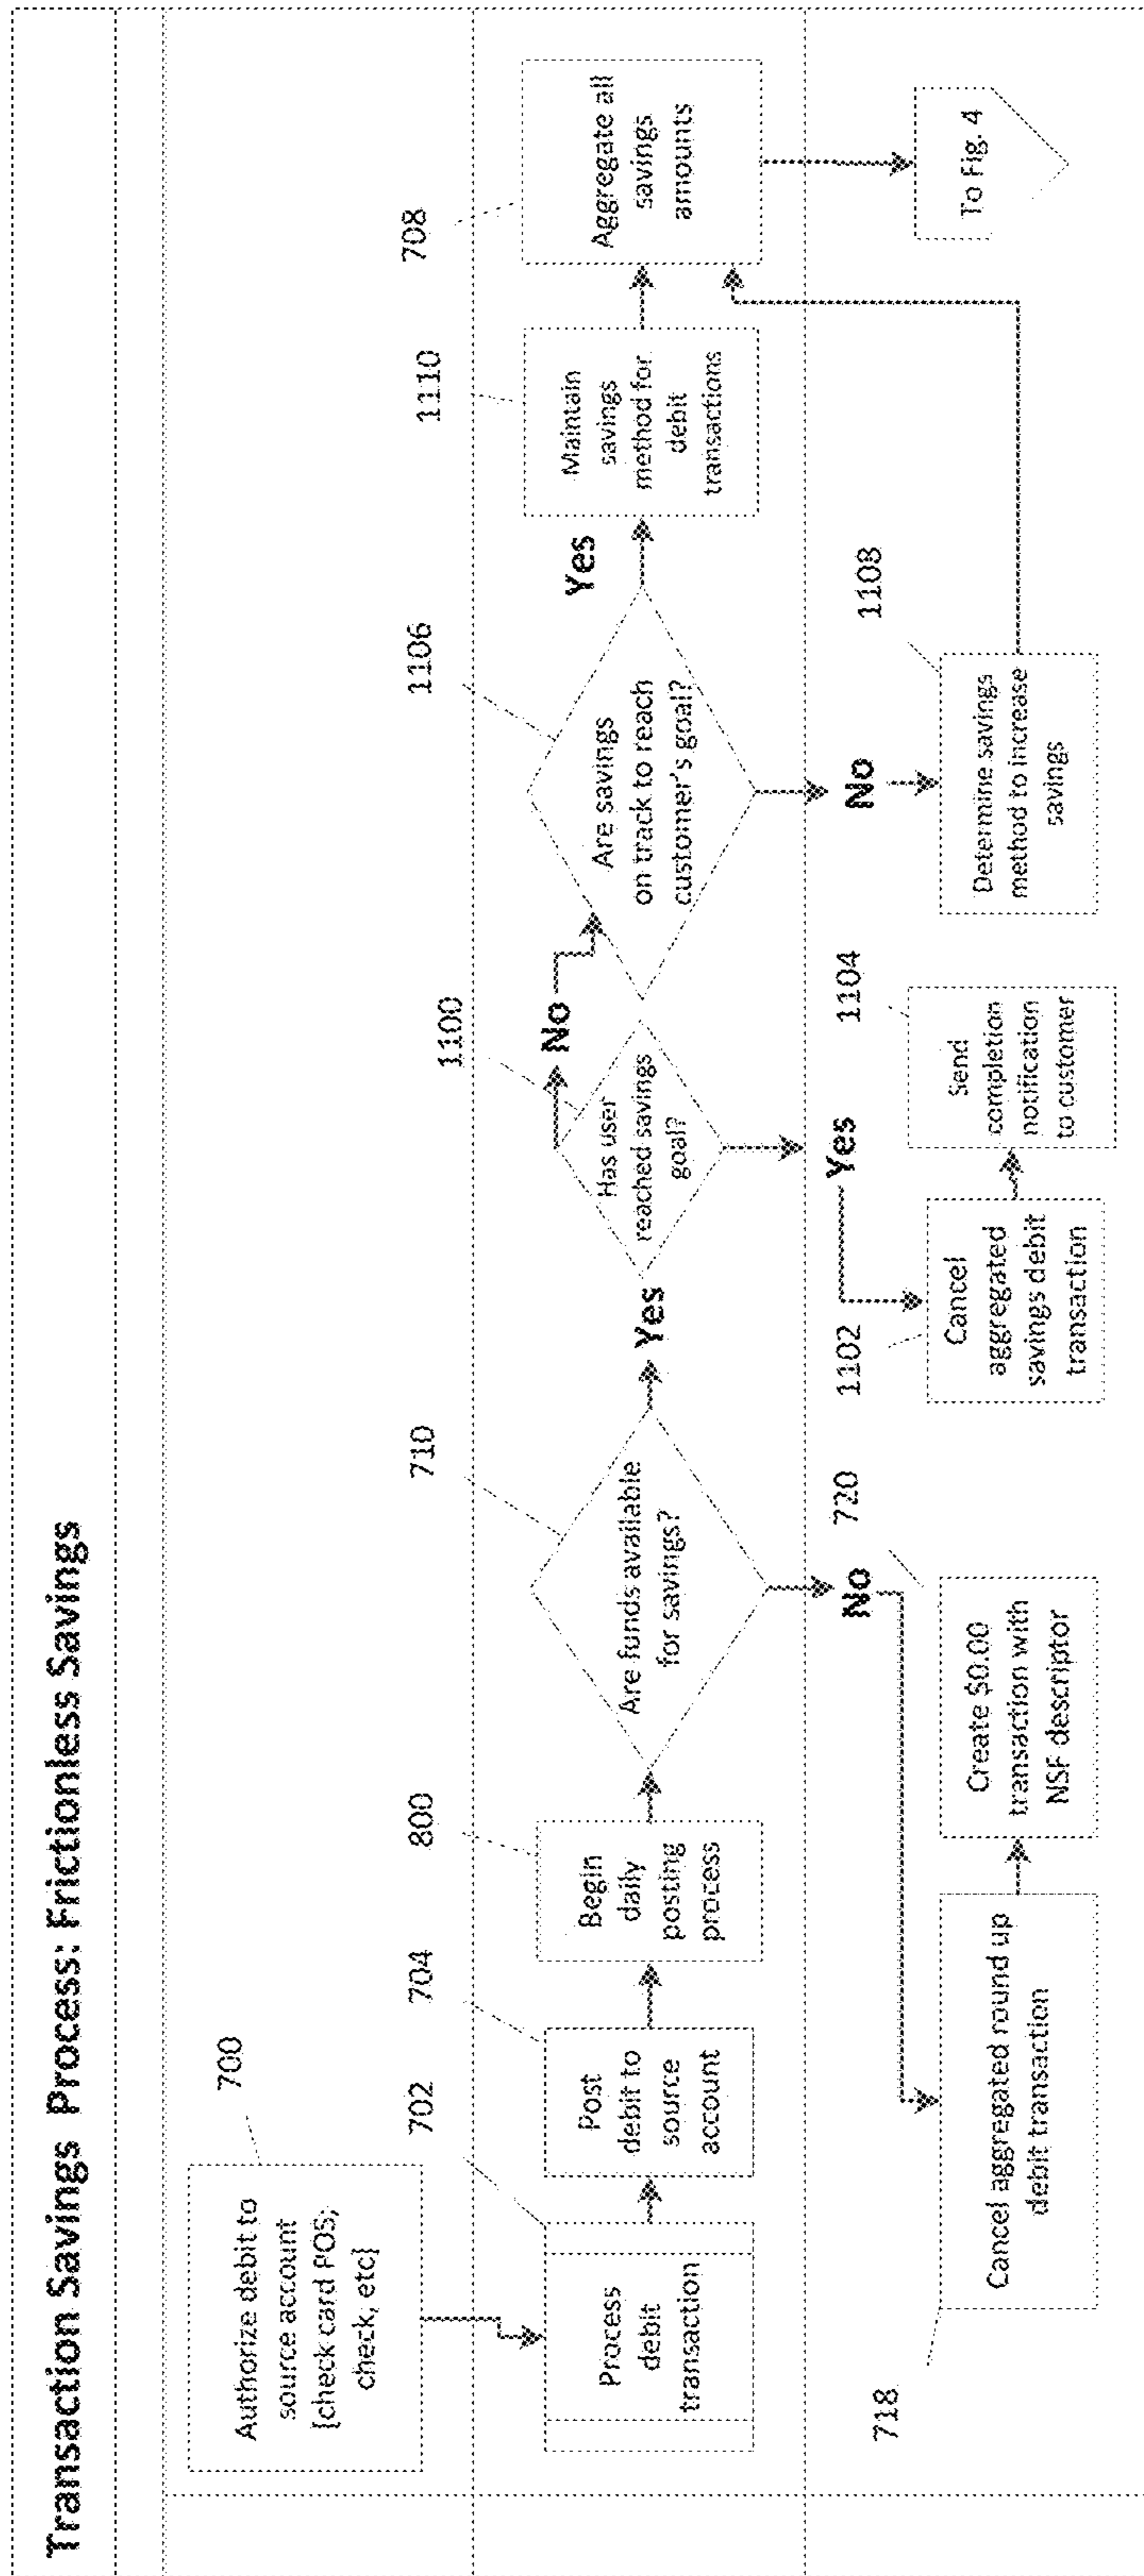 Transaction Savings Process: Frictionless Savings
700
Authorize debit to
source account
[check card POS;
check, etc]
702
Process
debit
transaction
704
Post
debit to
source
account
800
Begin
daily
posting
process
710
Are funds available
for savings?
Yes
No
718
Cancel aggregated round up
debit transaction
720
Create $0.00
transaction with
NSF descriptor
1100
Has user
reached savings
goal?
No
Yes
1102
Cancel
aggregated
savings debit
transaction
1104
Send
completion
notification
to customer
1106
Are savings
on track to reach
customer's goal?
Yes
No
1108
Determine savings
method to increase
savings
1110
Maintain
savings
method for
debit
transactions
708
Aggregate all
savings
amounts
To Fig. 4